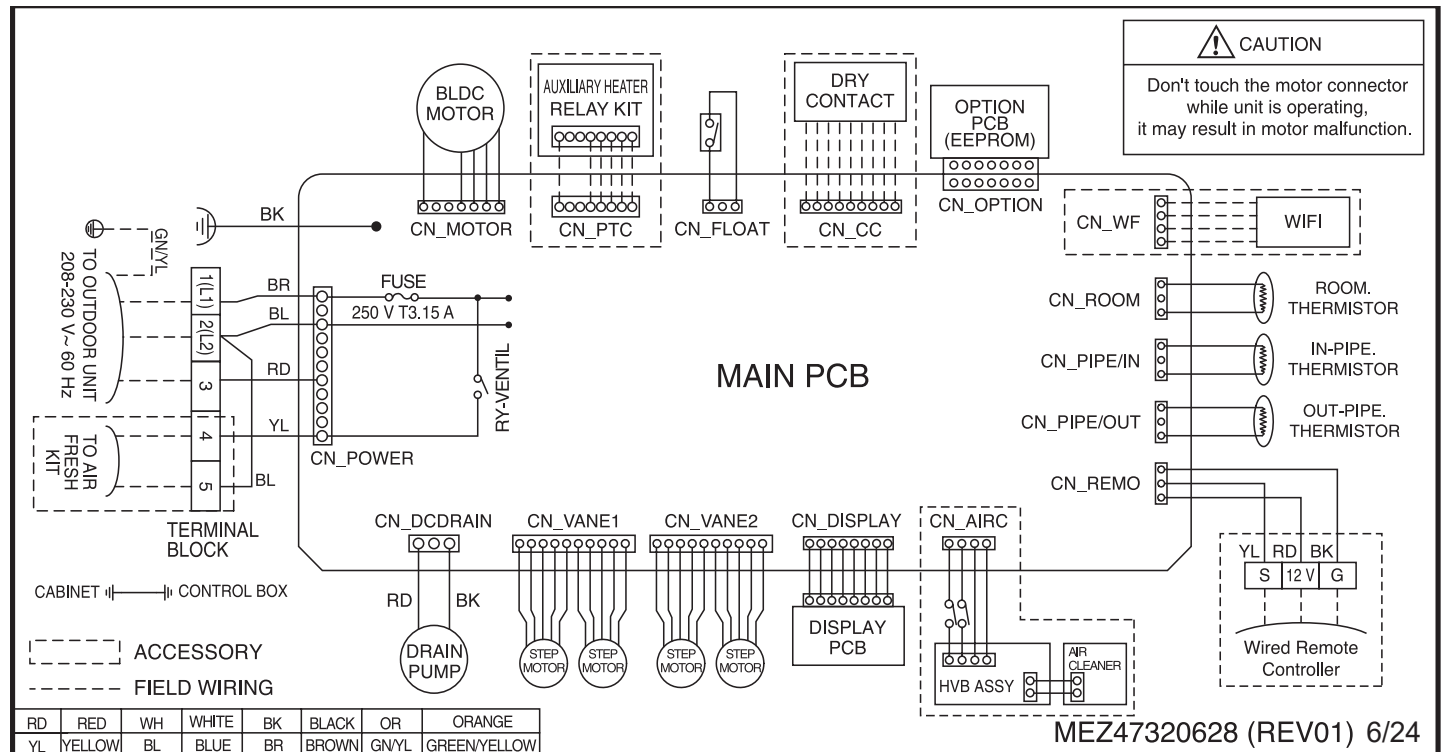 CAUTION
Don't touch the motor connector
while unit is operating,
it may result in motor malfunction.
BLDC
MOTOR
AUXILIARY HEATER
RELAY KIT
DRY
CONTACT
OPTION
PCB
(EEPROM)
CN_MOTOR
CN_PTC
CN_FLOAT
CN_CC
CN_OPTION
CN_WF
WIFI
BK
GN/YL
TO OUTDOOR UNIT
208-230 V~ 60 Hz
1(L1)
2(L2)
3
4
5
BR
BL
RD
YL
BL
FUSE
250 V T3.15 A
RY-VENTIL
MAIN PCB
CN_ROOM
ROOM.
THERMISTOR
CN_PIPE/IN
IN-PIPE.
THERMISTOR
CN_PIPE/OUT
OUT-PIPE.
THERMISTOR
TO AIR
FRESH
KIT
CN_POWER
TERMINAL
BLOCK
CN_REMO
CN_DCDRAIN
CN_VANE1
CN_VANE2
CN_DISPLAY
CN_AIRC
YL RD BK
S 12 V G
Wired Remote
Controller
CABINET CONTROL BOX
RD BK
DRAIN
PUMP
STEP
MOTOR
STEP
MOTOR
STEP
MOTOR
STEP
MOTOR
DISPLAY
PCB
HVB ASSY
AIR
CLEANER
ACCESSORY
FIELD WIRING
RD RED WH WHITE BK BLACK OR ORANGE
YL YELLOW BL BLUE BR BROWN GN/YL GREEN/YELLOW
MEZ47320628 (REV01) 6/24